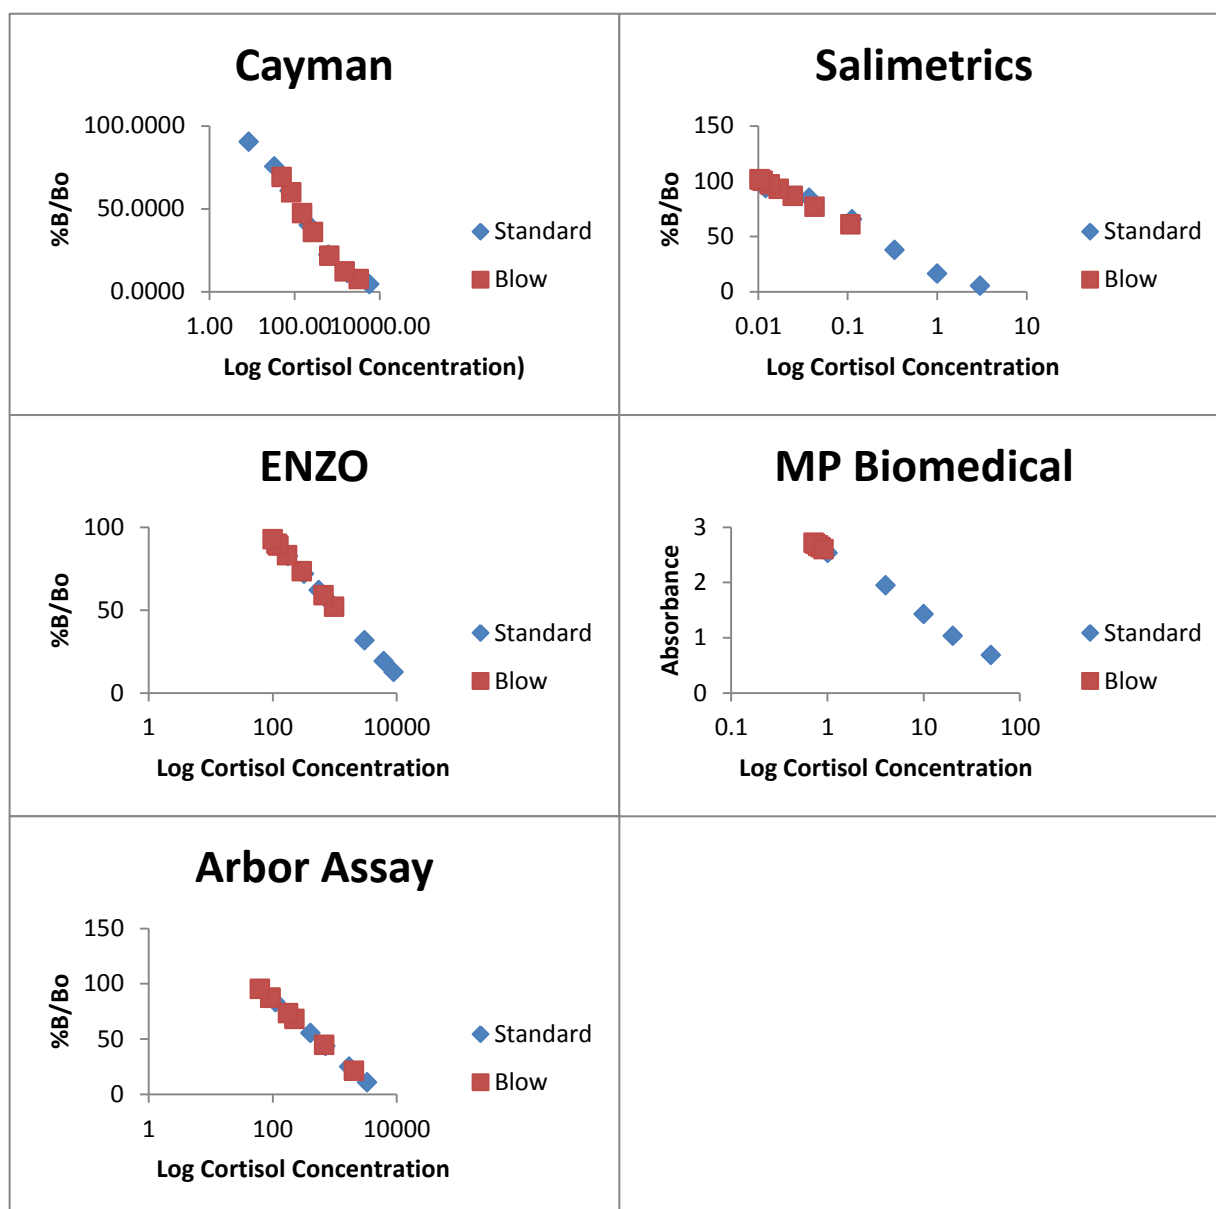 Cayman
100.0000
50.0000
0.0000
%B/Bo
1.00 100.00 10000.00
Log Cortisol Concentration)
Standard
Blow
Salimetrics
150
100
50
0
%B/Bo
0.01 0.1 1 10
Log Cortisol Concentration
Standard
Blow
ENZO
100
50
0
%B/Bo
1 100 10000
Log Cortisol Concentration
Standard
Blow
MP Biomedical
3
2
1
0
Absorbance
0.1 1 10 100
Log Cortisol Concentration
Standard
Blow
Arbor Assay
150
100
50
0
%B/Bo
1 100 10000
Log Cortisol Concentration
Standard
Blow